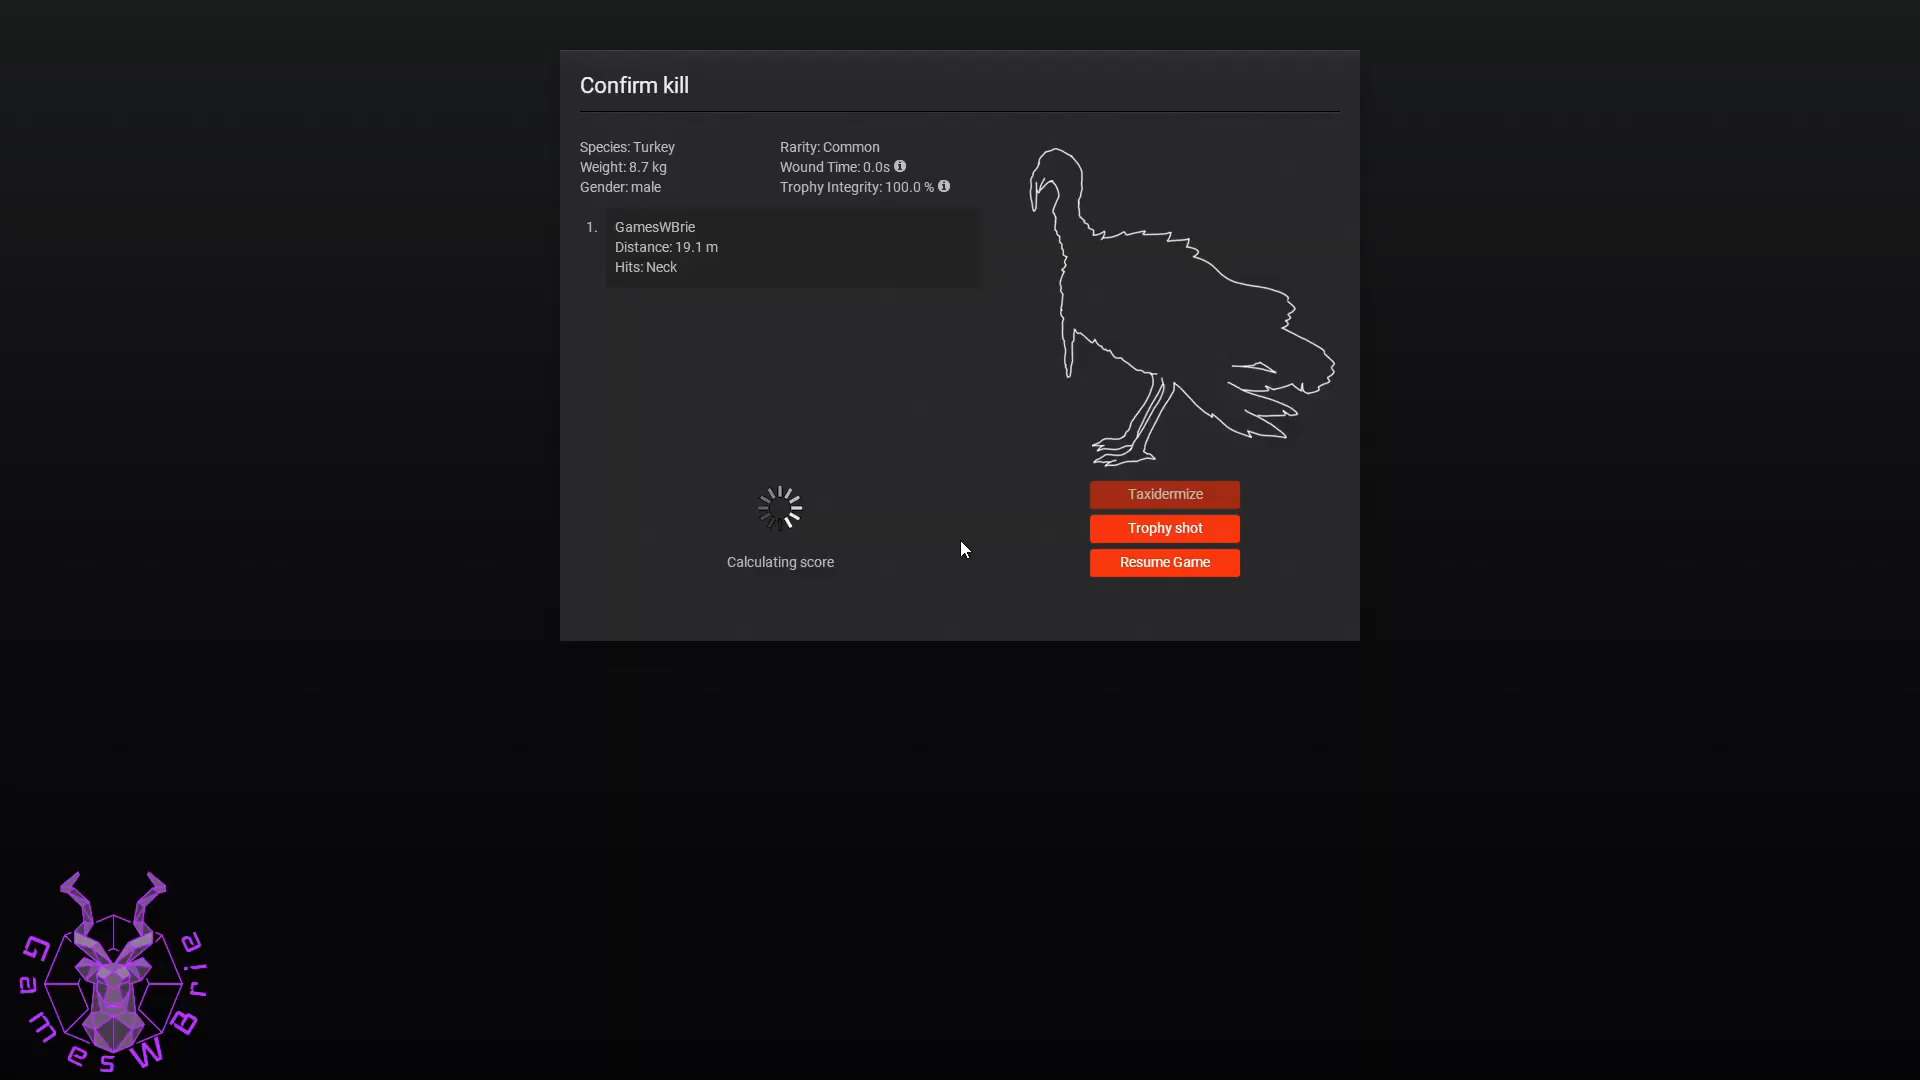 Confirm kill
Species: Turkey
Weight: 8.7 kg
Gender: male
Rarity: Common
Wound Time: 0.0s
Trophy Integrity: 100.0 %
1.
GamesWBrie
Distance: 19.1 m
Hits: Neck
Calculating score
Taxidermize
Trophy shot
Resume Game
GamesWBrie